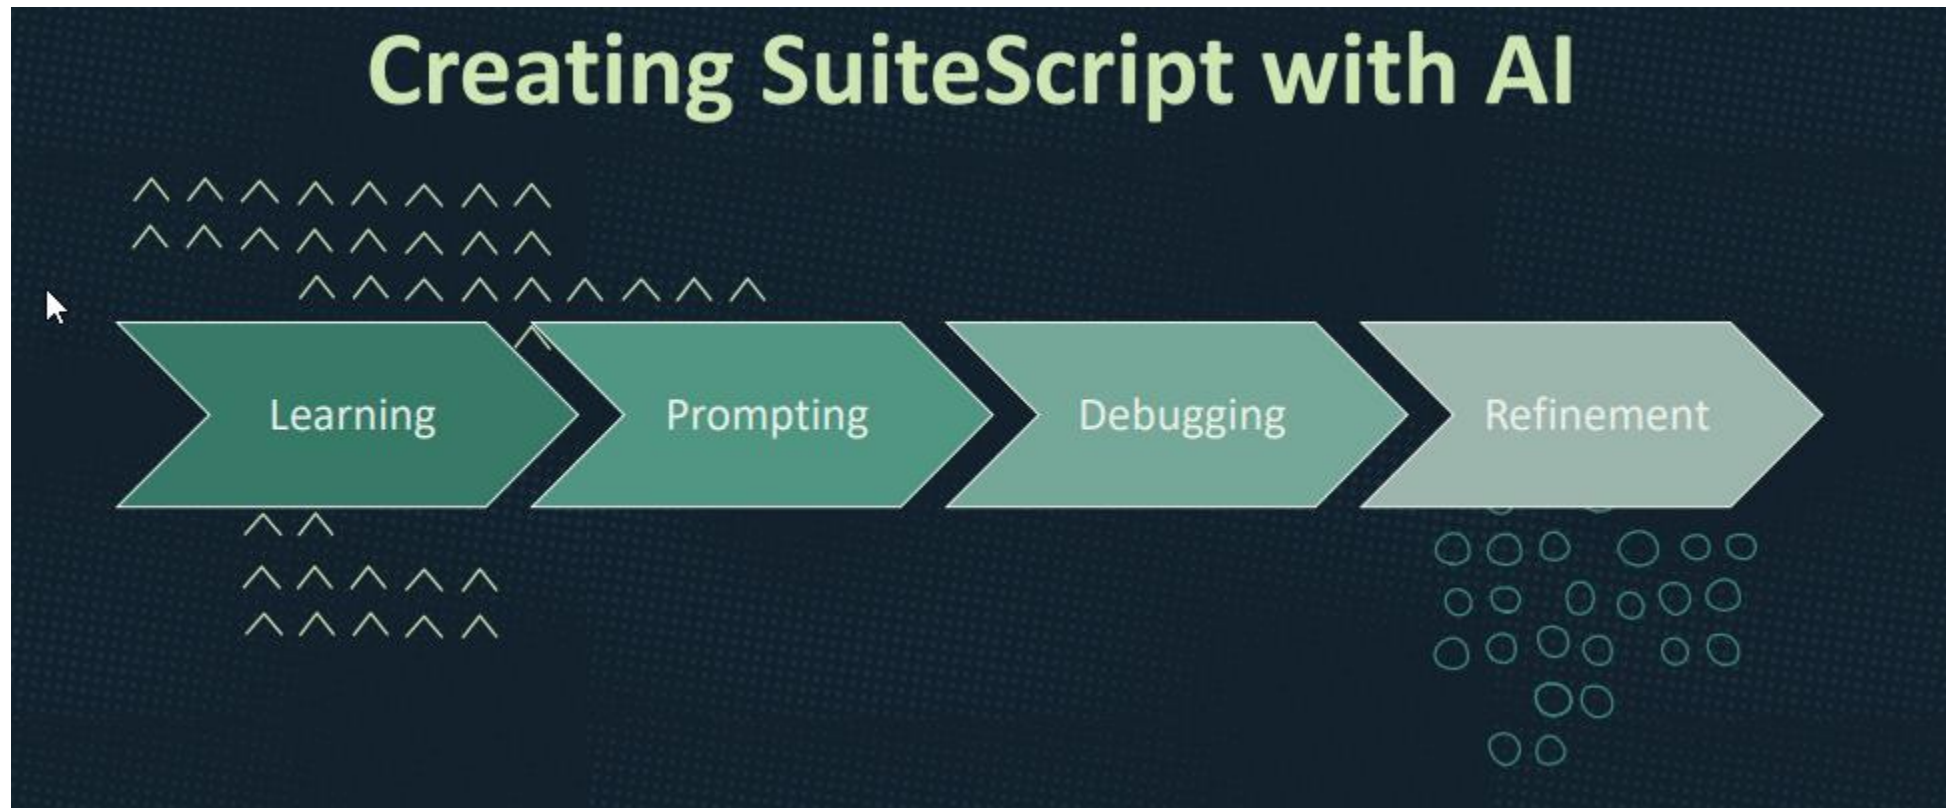 Creating SuiteScript with AI
Learning
Prompting
Debugging
Refinement